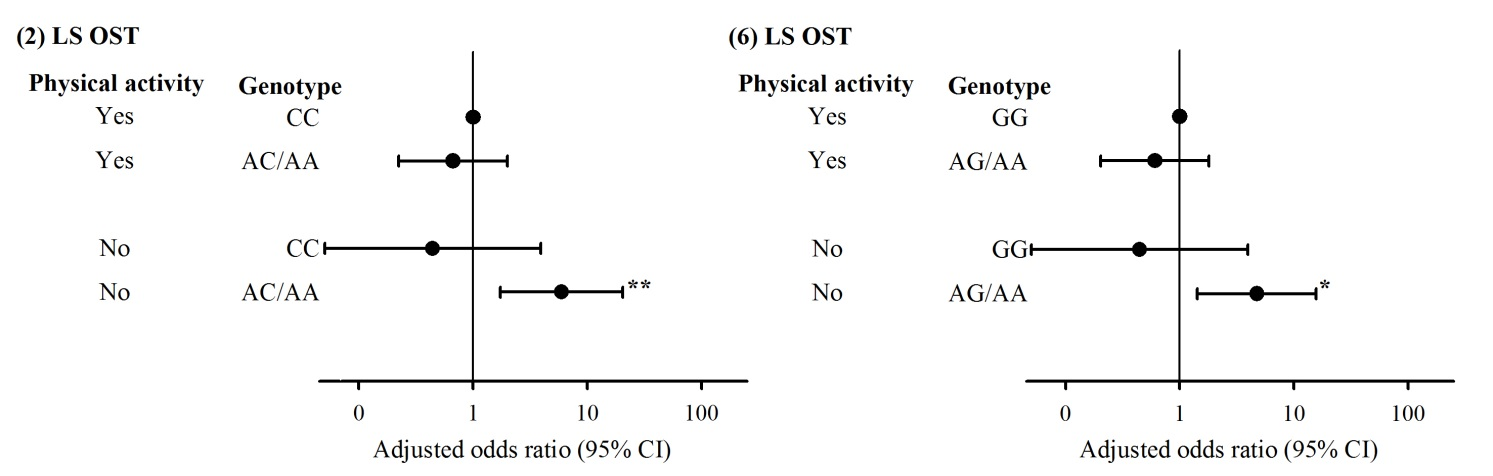 (2) LS OST
Physical activity Genotype
Yes CC
Yes AC/AA
No CC
No AC/AA **
0 1 10 100
Adjusted odds ratio (95% CI)
(6) LS OST
Physical activity Genotype
Yes GG
Yes AG/AA
No GG
No AG/AA *
0 1 10 100
Adjusted odds ratio (95% CI)